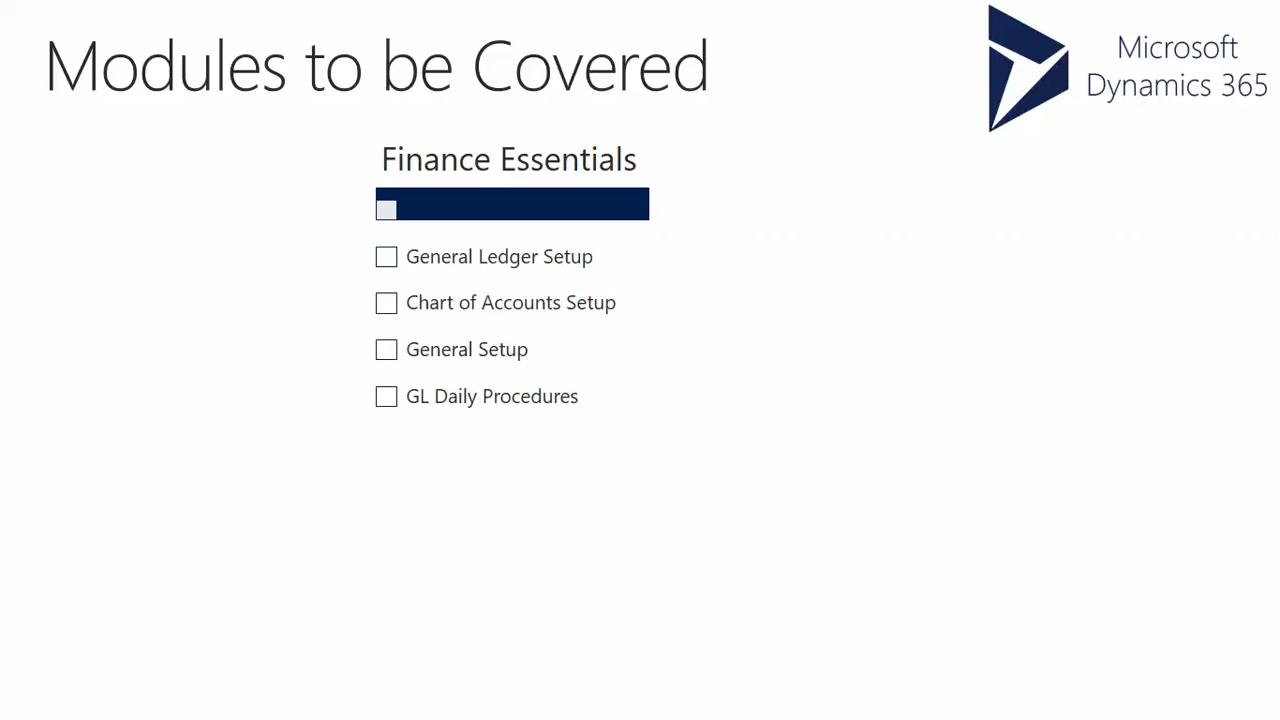 Modules to be Covered
Microsoft
Dynamics 365
Finance Essentials
General Ledger Setup
Chart of Accounts Setup
General Setup
GL Daily Procedures